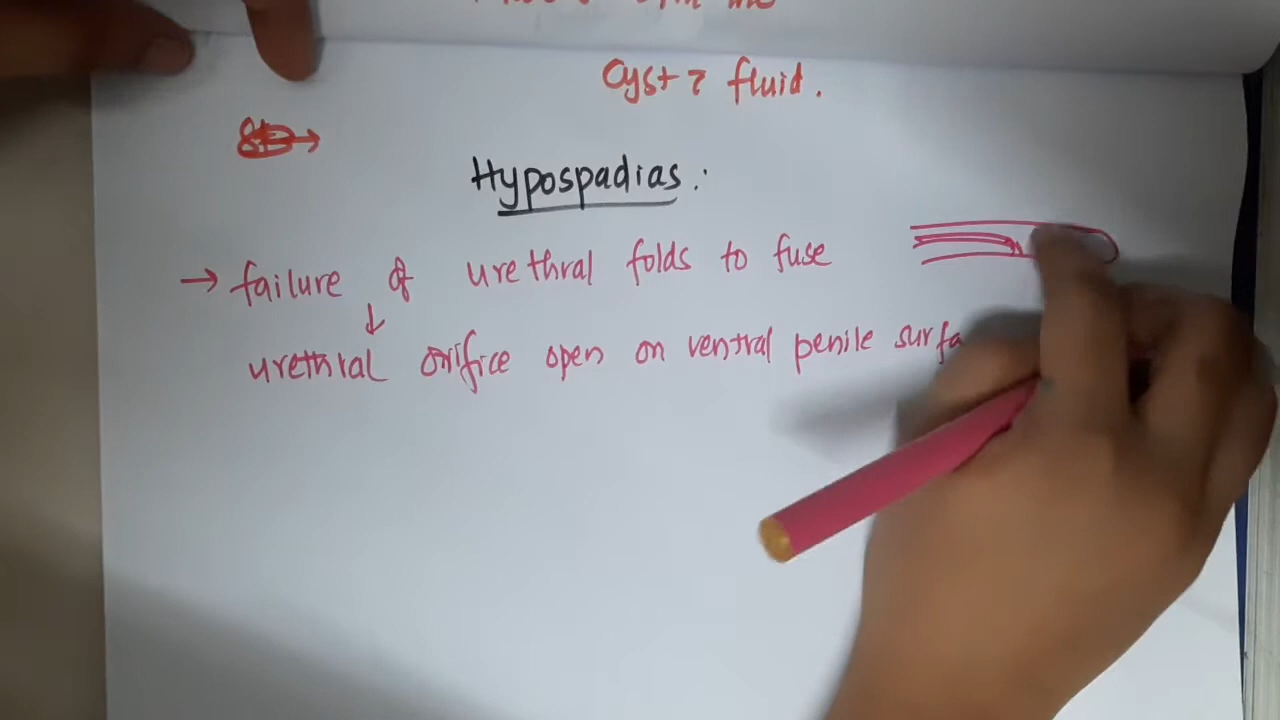 Cyst ? fluid.
Hypospadias :
→ failure of urethral folds to fuse
↓
urethral orifice open on ventral penile surfa